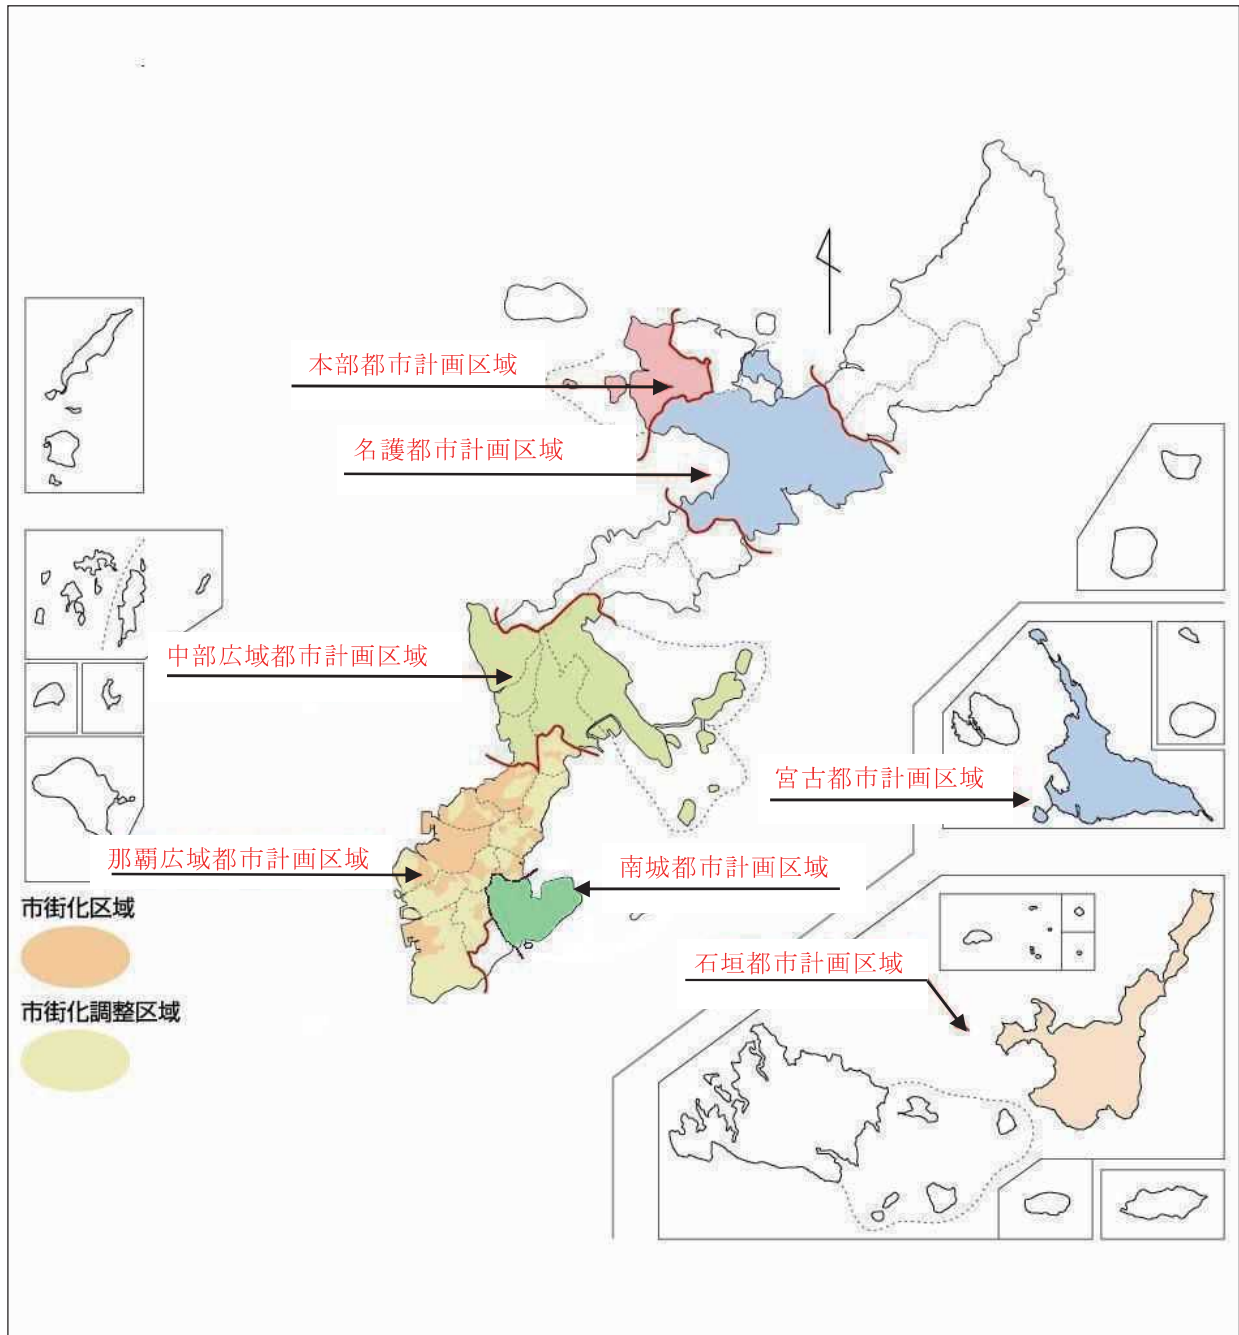 本部都市計画区域
名護都市計画区域
中部広域都市計画区域
宮古都市計画区域
那覇広域都市計画区域
南城都市計画区域
市街化区域
石垣都市計画区域
市街化調整区域